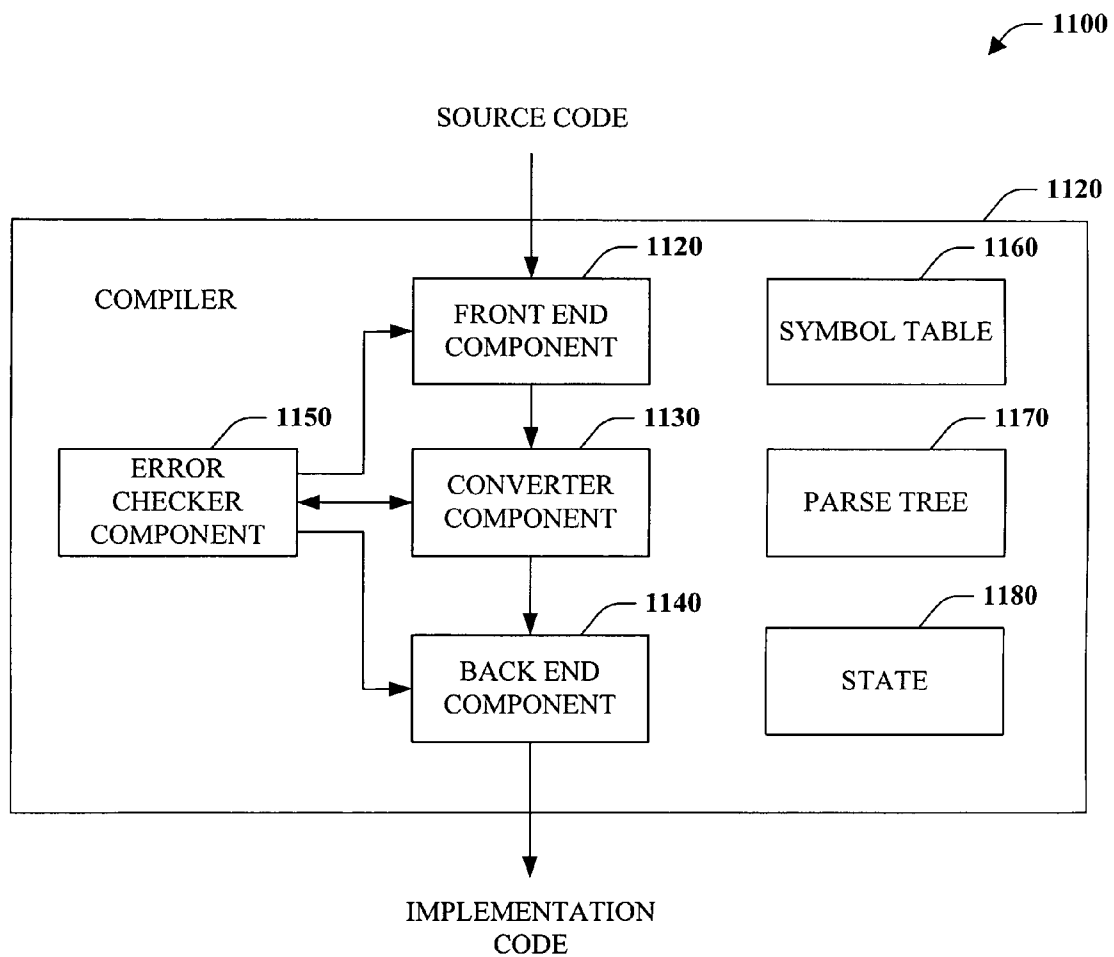 1100
SOURCE CODE
1120
1120
1160
COMPILER
FRONT END
COMPONENT
SYMBOL TABLE
1150
1130
1170
ERROR
CHECKER
COMPONENT
CONVERTER
COMPONENT
PARSE TREE
1140
1180
BACK END
COMPONENT
STATE
IMPLEMENTATION
CODE